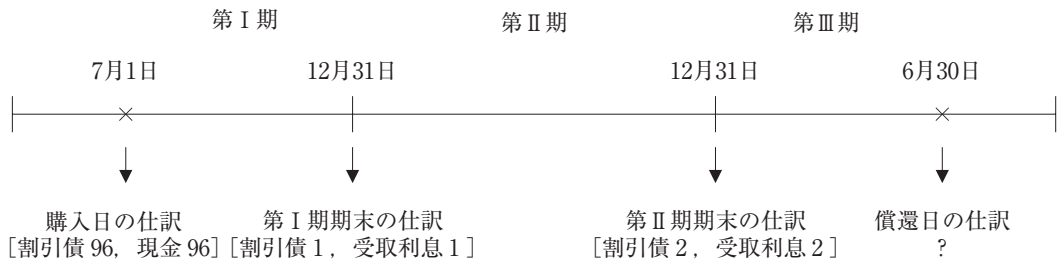 第Ⅰ期 第Ⅱ期 第Ⅲ期
7月1日 12月31日 12月31日 6月30日
購入日の仕訳 第Ⅰ期期末の仕訳 第Ⅱ期期末の仕訳 償還日の仕訳
[割引債 96, 現金 96] [割引債 1, 受取利息 1] [割引債 2, 受取利息 2] ?